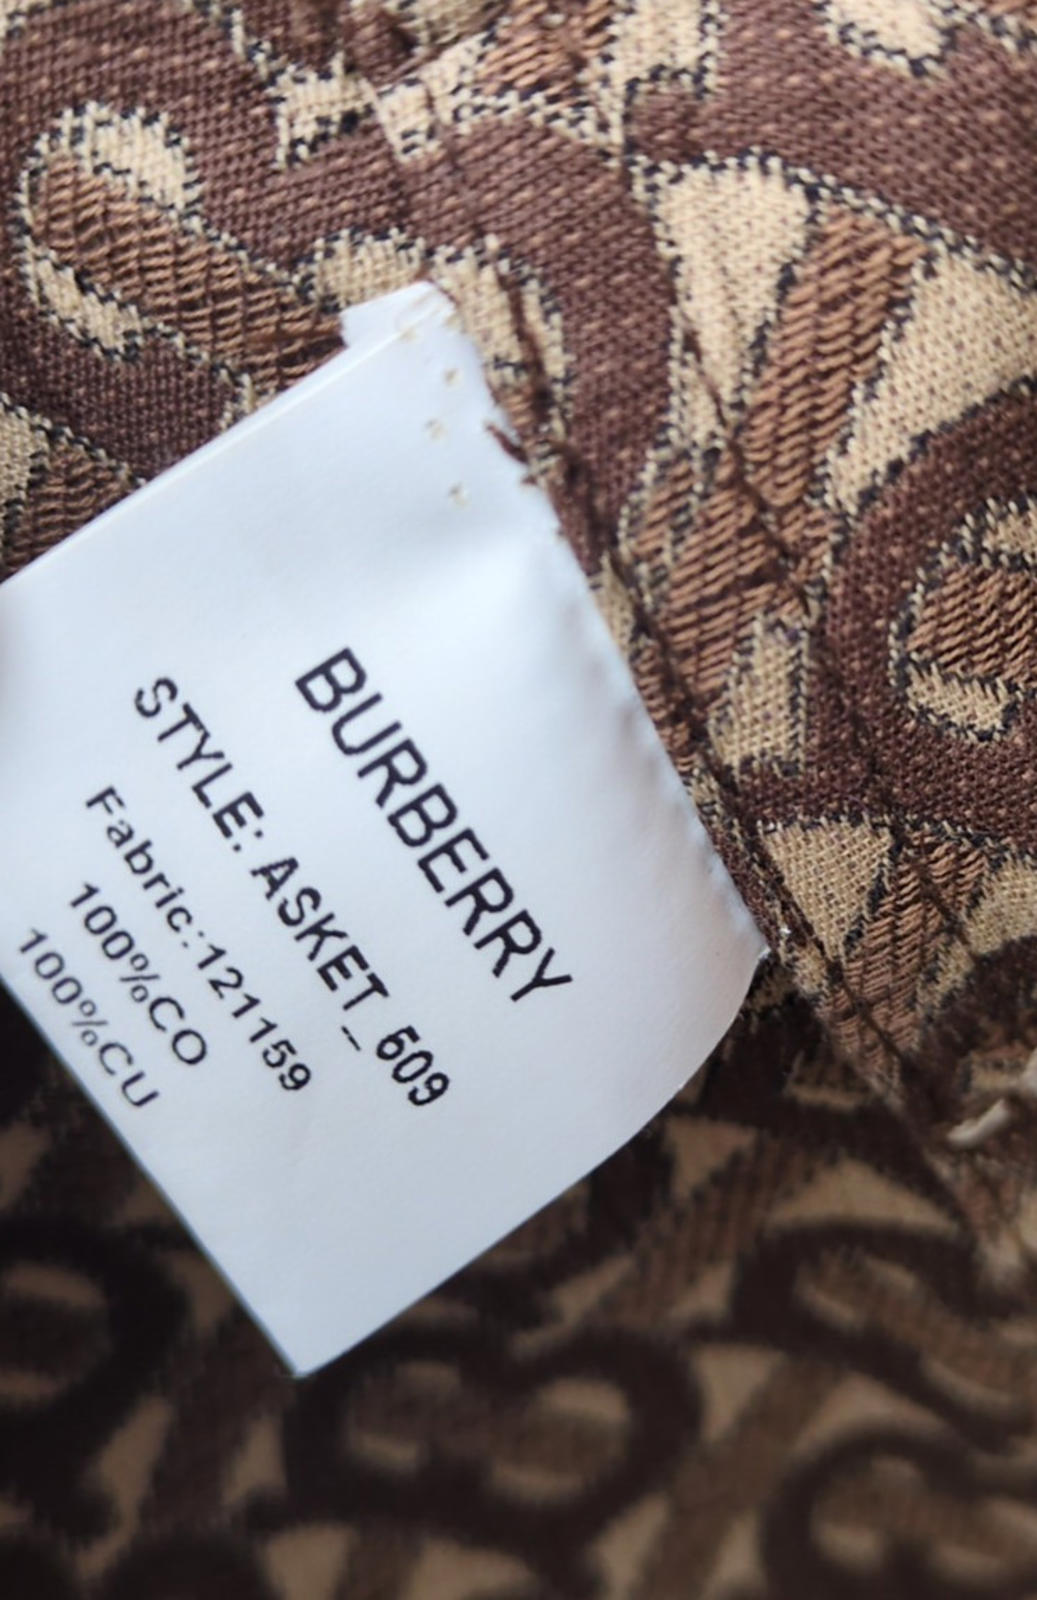 BURBERRY
STYLE: ASKET_609
Fabric:121159
100%CO
100%CU